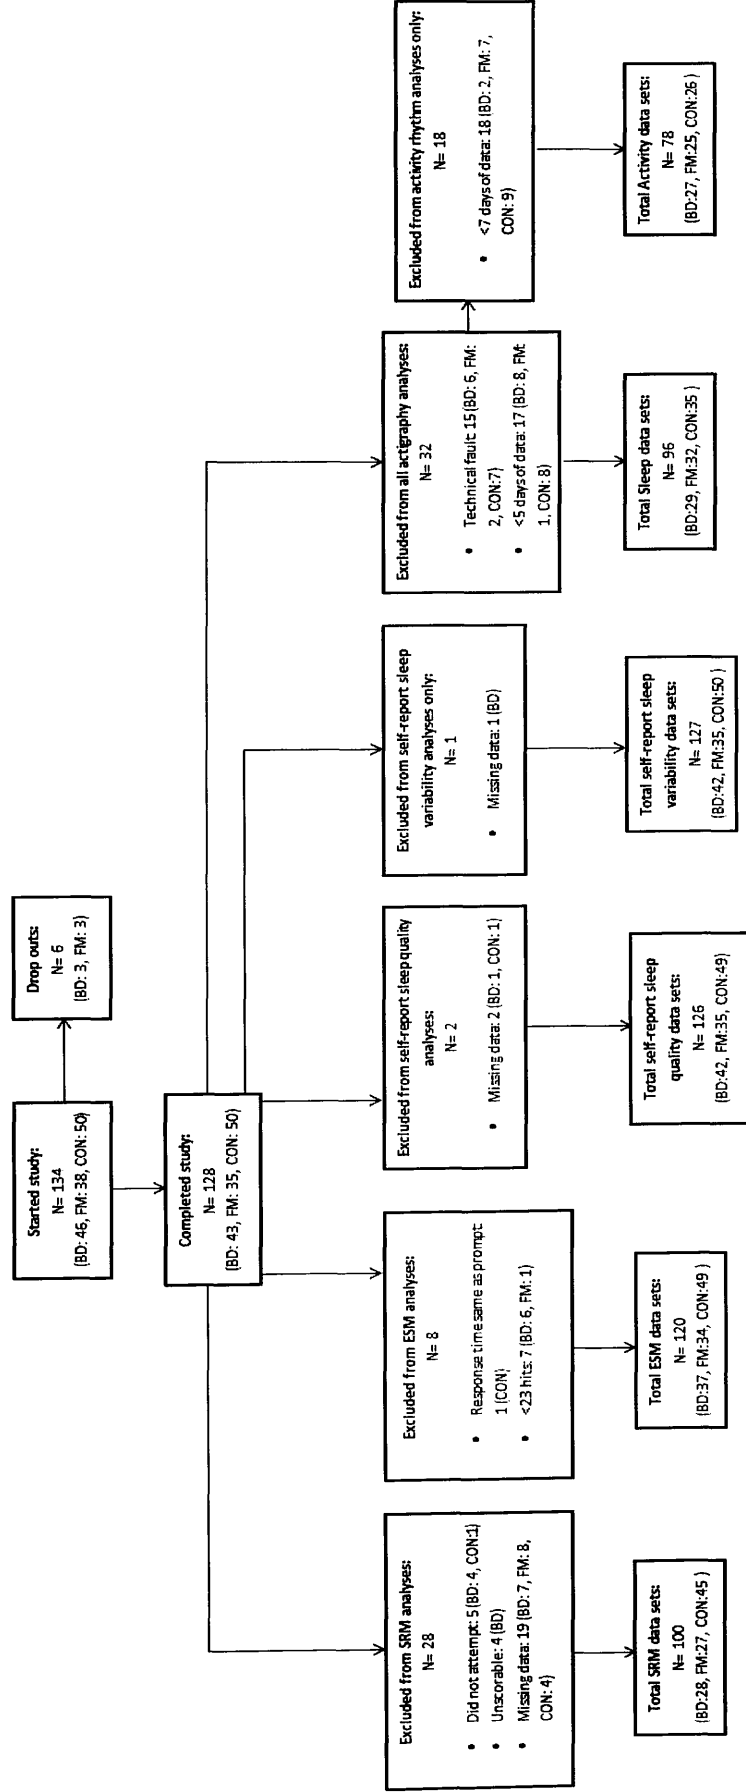 Started study:
N= 134
(BD: 46, FM: 38, CON: 50)
Drop outs:
N= 6
(BD: 3, FM: 3)
Completed study:
N= 128
(BD: 43, FM: 35, CON: 50)
Excluded from SRM analyses:
N= 28
• Did not attempt: 5 (BD: 4, CON:1)
• Unscorable: 4 (BD)
• Missing data: 19 (BD: 7, FM: 8,
CON: 4)
Excluded from ESM analyses:
N= 8
• Response time same as prompt:
1 (CON)
• <23 hits: 7 (BD: 6, FM: 1)
Excluded from self-report sleep quality
analyses:
N= 2
• Missing data: 2 (BD: 1, CON: 1)
Excluded from self-report sleep
variability analyses only:
N= 1
• Missing data: 1 (BD)
Excluded from all actigraphy analyses:
N= 32
• Technical fault: 15 (BD: 6, FM:
2, CON:7)
• <5 days of data: 17 (BD: 8, FM:
1, CON: 8)
Excluded from activity rhythm analyses only:
N= 18
• <7 days of data: 18 (BD: 2, FM: 7,
CON: 9)
Total SRM data sets:
N= 100
(BD:28, FM:27, CON:45 )
Total ESM data sets:
N= 120
(BD:37, FM:34, CON:49 )
Total self-report sleep
quality data sets:
N= 126
(BD:42, FM:35, CON:49)
Total self-report sleep
variability data sets:
N= 127
(BD:42, FM:35, CON:50)
Total Sleep data sets:
N= 96
(BD:29, FM:32, CON:35)
Total Activity data sets:
N= 78
(BD:27, FM:25, CON:26 )